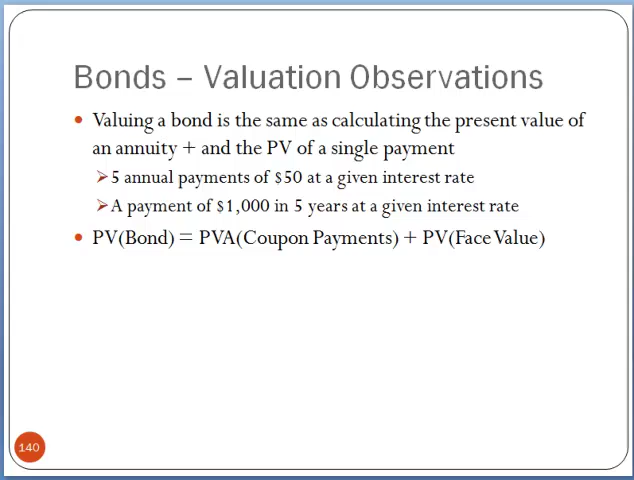 Bonds – Valuation Observations
• Valuing a bond is the same as calculating the present value of
an annuity + and the PV of a single payment
➢5 annual payments of $50 at a given interest rate
➢A payment of $1,000 in 5 years at a given interest rate
• PV(Bond) = PVA(Coupon Payments) + PV(Face Value)
140